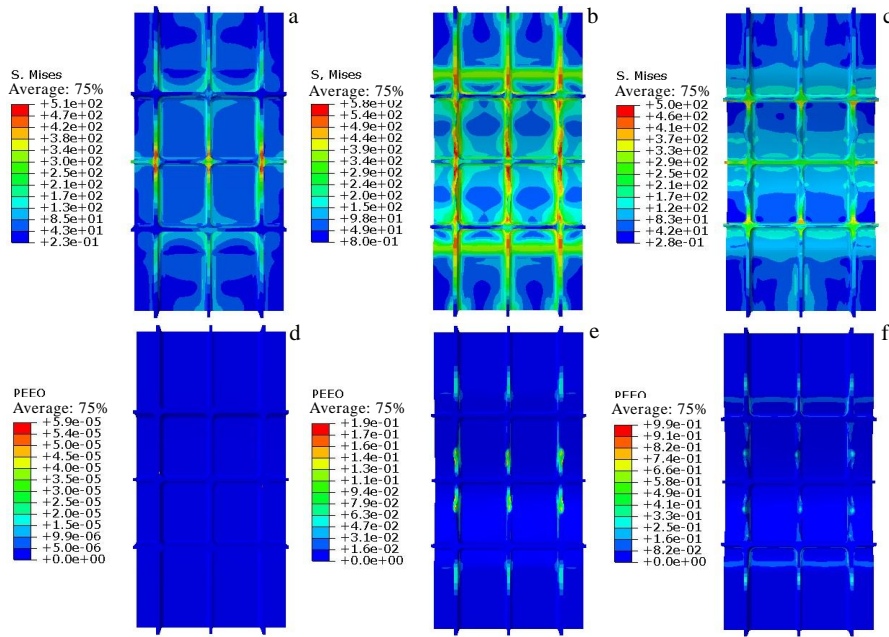 a
S. Mises
Average: 75%
+5.1e+02
+4.7e+02
+4.2e+02
+3.8e+02
+3.4e+02
+3.0e+02
+2.5e+02
+2.1e+02
+1.7e+02
+1.3e+02
+8.5e+01
+4.3e+01
+2.3e-01
b
S, Mises
Average: 75%
+5.8e+02
+5.4e+02
+4.9e+02
+4.4e+02
+3.9e+02
+3.4e+02
+2.9e+02
+2.4e+02
+2.0e+02
+1.5e+02
+9.8e+01
+4.9e+01
+8.0e-01
c
S. Mises
Average: 75%
+5.0e+02
+4.6e+02
+4.1e+02
+3.7e+02
+3.3e+02
+2.9e+02
+2.5e+02
+2.1e+02
+1.7e+02
+1.2e+02
+8.3e+01
+4.2e+01
+2.8e-01
d
PEEQ
Average: 75%
+5.9e-05
+5.4e-05
+5.0e-05
+4.5e-05
+4.0e-05
+3.5e-05
+3.0e-05
+2.5e-05
+2.0e-05
+1.5e-05
+9.9e-06
+5.0e-06
+0.0e+00
e
PEEQ
Average: 75%
+1.9e-01
+1.7e-01
+1.6e-01
+1.4e-01
+1.3e-01
+1.1e-01
+9.4e-02
+7.9e-02
+6.3e-02
+4.7e-02
+3.1e-02
+1.6e-02
+0.0e+00
f
PEEQ
Average: 75%
+9.9e-01
+9.1e-01
+8.2e-01
+7.4e-01
+6.6e-01
+5.8e-01
+4.9e-01
+4.1e-01
+3.3e-01
+2.5e-01
+1.6e-01
+8.2e-02
+0.0e+00